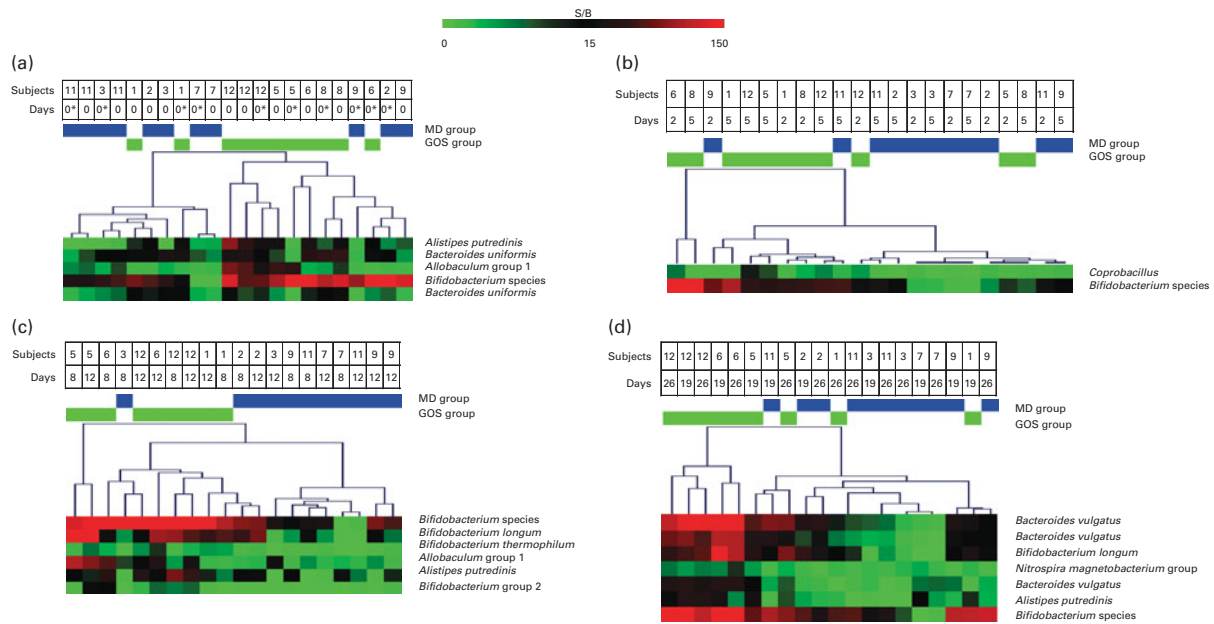 S/B
0 15 150
(a)
Subjects 11 11 3 11 1 2 3 1 7 7 12 12 12 5 5 6 8 8 9 6 2 9
Days 0* 0 0* 0 0 0 0 0* 0* 0 0 0 0* 0 0* 0 0* 0 0* 0* 0* 0
MD group
GOS group
Alistipes putredinis
Bacteroides uniformis
Allobaculum group 1
Bifidobacterium species
Bacteroides uniformis
(b)
Subjects 6 8 9 1 12 5 1 8 12 11 12 11 2 3 3 7 7 2 5 8 11 9
Days 2 5 2 2 5 5 5 2 2 5 2 2 5 2 5 2 5 2 2 5 2 5
MD group
GOS group
Coprobacillus
Bifidobacterium species
(c)
Subjects 5 5 6 3 12 6 12 12 1 1 2 2 3 9 11 7 7 11 9 9
Days 8 12 8 8 12 12 8 12 12 8 12 8 12 12 8 8 12 12 8 12
MD group
GOS group
Bifidobacterium species
Bifidobacterium longum
Bifidobacterium thermophilum
Allobaculum group 1
Alistipes putredinis
Bifidobacterium group 2
(d)
Subjects 12 12 12 6 6 5 11 5 2 2 1 11 3 11 3 7 7 9 1 9
Days 26 19 26 19 26 19 19 26 19 26 26 19 19 26 26 19 26 19 19 26
MD group
GOS group
Bacteroides vulgatus
Bacteroides vulgatus
Bifidobacterium longum
Nitrospira magnetobacterium group
Bacteroides vulgatus
Alistipes putredinis
Bifidobacterium species